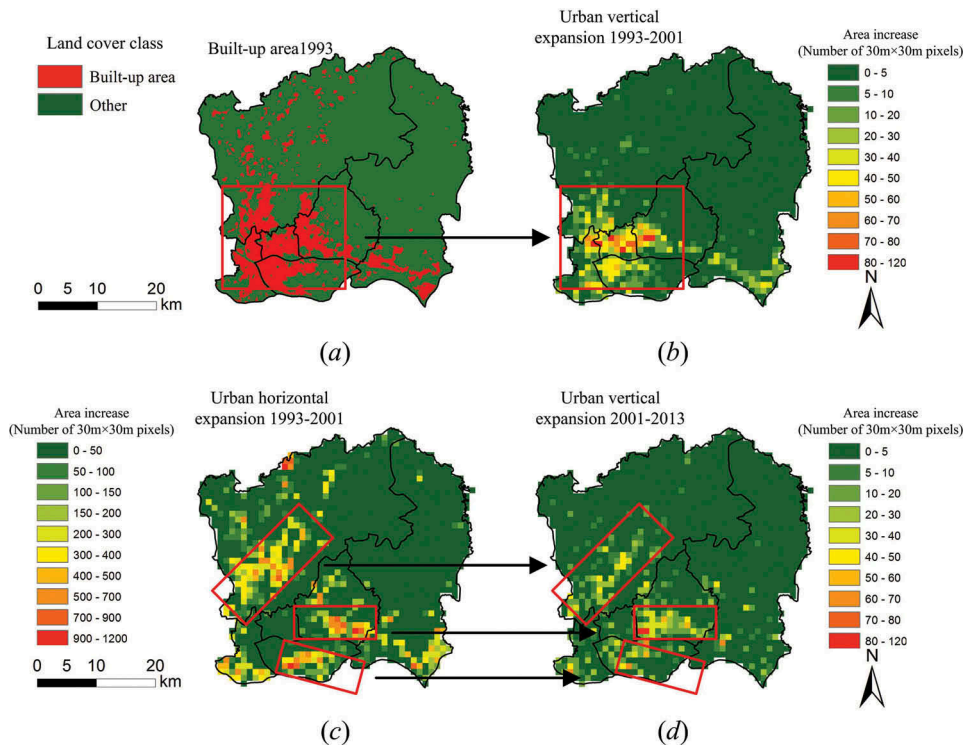 Land cover class
Built-up area
Other
0 10 20
km
Built-up area1993
(a)
Urban vertical
expansion 1993-2001
(b)
Area increase
(Number of 30m×30m pixels)
0 - 5
5 - 10
10 - 20
20 - 30
30 - 40
40 - 50
50 - 60
60 - 70
70 - 80
80 - 120
N
Area increase
(Number of 30m×30m pixels)
0 - 50
50 - 100
100 - 150
150 - 200
200 - 300
300 - 400
400 - 500
500 - 700
700 - 900
900 - 1200
0 10 20
km
Urban horizontal
expansion 1993-2001
(c)
Urban vertical
expansion 2001-2013
(d)
Area increase
(Number of 30m×30m pixels)
0 - 5
5 - 10
10 - 20
20 - 30
30 - 40
40 - 50
50 - 60
60 - 70
70 - 80
80 - 120
N